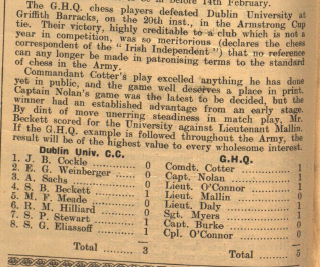 be in before 14th February.
The G.H.Q. chess players defeated Dublin University at
Griffith Barracks, on the 20th inst., in the Armstrong Cup
tie. Their victory, highly creditable to a club which is not a
year in competition, was so meritorious (declares the chess
correspondent of the "Irish Independent") that no reference
can any longer be made in patronising terms to the standard
of chess in the Army.
Commandant Cotter's play excelled anything he has done
yet in public, and the game well deserves a place in print.
Captain Nolan's game was the latest to be decided, but the
winner had an established advantage from an early stage.
By dint of move unerring steadiness in match play, Mr.
Beckett scored for the University against Lieutenant Mallin.
If the G.H.Q. example is followed throughout the Army, the
result will be of the highest value to every wholesome interest.
Dublin Univ. C.C. G.H.Q.
1. J. B. Cockle 0 Comdt. Cotter 1
2. E. G. Weinberger 0 Capt. Nolan 1
3. A. Sachs 0 Lieut. O'Connor 1
4. S. B. Beckett 1 Lieut. Mallin 0
5. M. F. Meade 0 Lieut. Daly 1
6. R. M. Hilliard 0 Sgt. Myers 1
7. S. P. Stewart 1 Capt. Burke 0
8. S. G. Eliassoff 1 Cpl. O'Connor 0
Total 3 Total 5